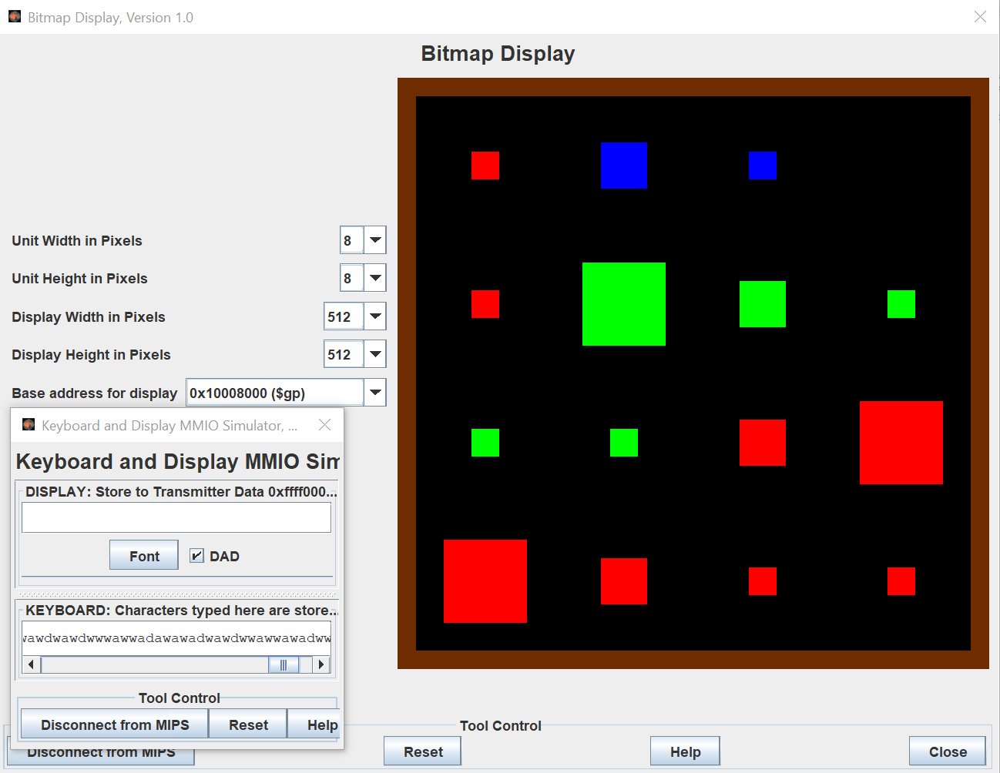 Bitmap Display, Version 1.0
Bitmap Display
Unit Width in Pixels 8
Unit Height in Pixels 8
Display Width in Pixels 512
Display Height in Pixels 512
Base address for display 0x10008000 ($gp)
Keyboard and Display MMIO Simulator, ...
Keyboard and Display MMIO Sim
DISPLAY: Store to Transmitter Data 0xffff000...
Font DAD
KEYBOARD: Characters typed here are store...
wawdwawdwwwawwadawawadwawdwwawwawadww
Tool Control
Disconnect from MIPS Reset Help
Tool Control
Disconnect from MIPS Reset Help Close